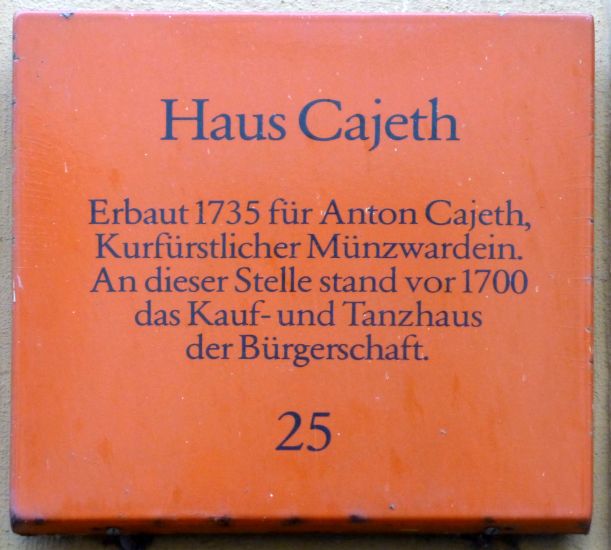 Haus Cajeth
Erbaut 1735 für Anton Cajeth,
Kurfürstlicher Münzwardein.
An dieser Stelle stand vor 1700
das Kauf- und Tanzhaus
der Bürgerschaft.
25